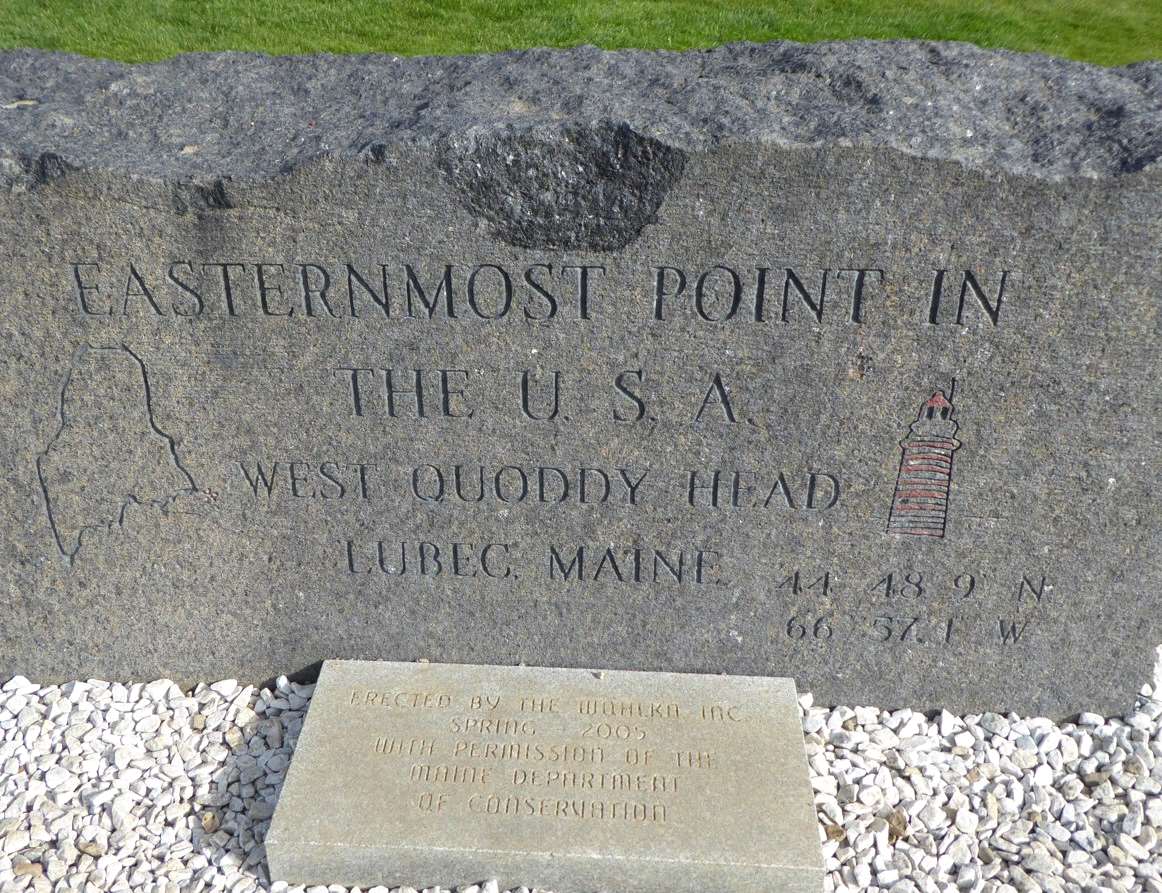 EASTERNMOST POINT IN
THE U. S. A.
WEST QUODDY HEAD
LUBEC, MAINE
44 48.9' N
66 57.1' W
ERECTED BY THE WQHLKA INC.
SPRING - 2005
WITH PERMISSION OF THE
MAINE DEPARTMENT
OF CONSERVATION